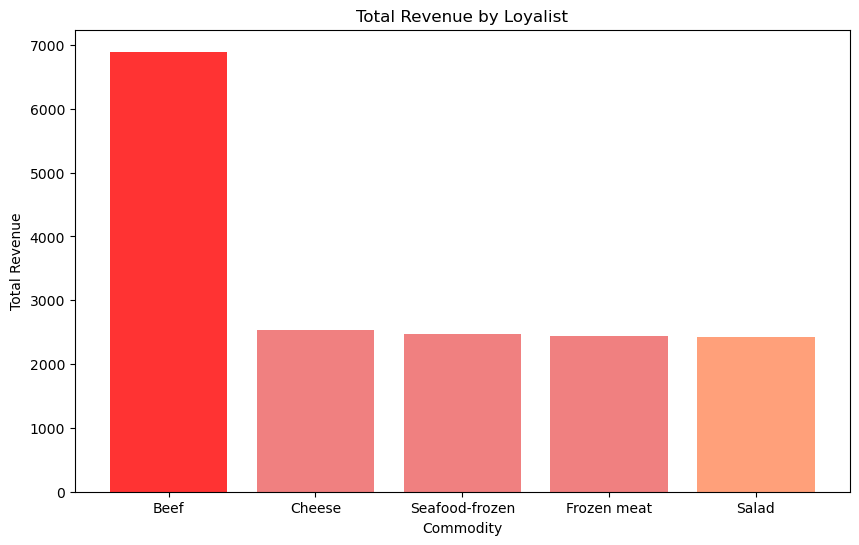 Total Revenue by Loyalist
Total Revenue
7000
6000
5000
4000
3000
2000
1000
0
Beef Cheese Seafood-frozen Frozen meat Salad
Commodity